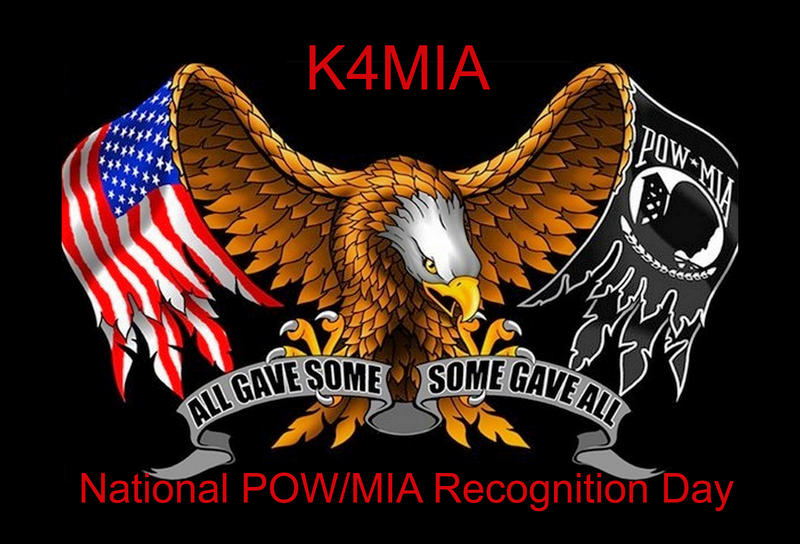 K4MIA
POW★MIA
ALL GAVE SOME SOME GAVE ALL
National POW/MIA Recognition Day